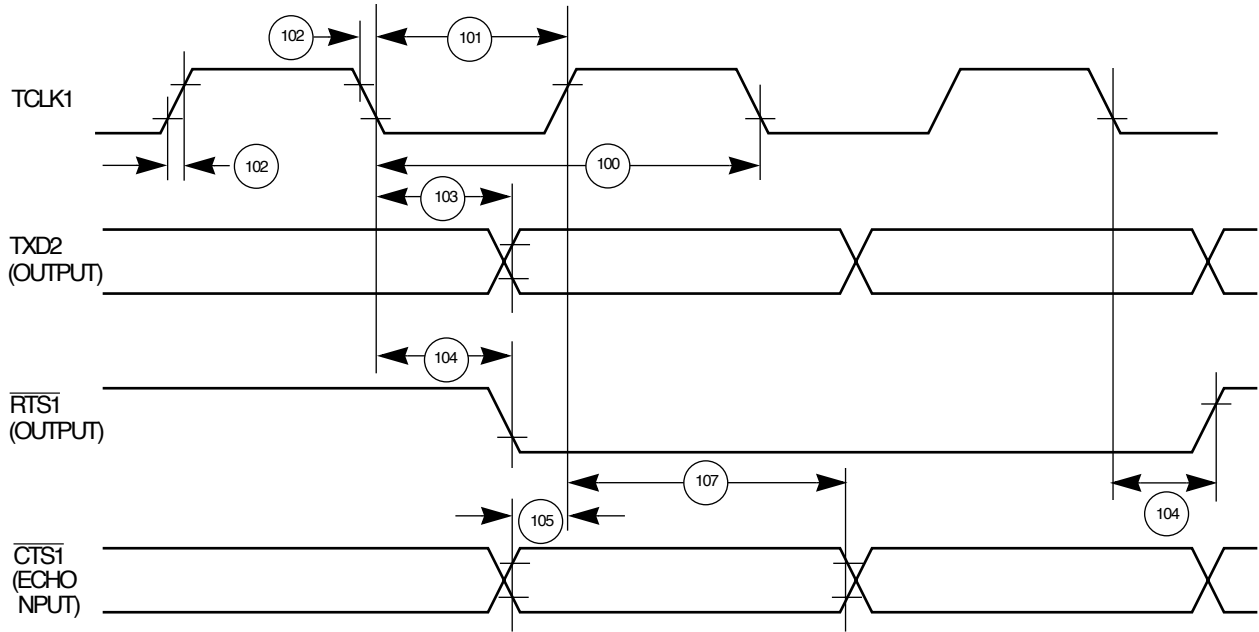 102
101
TCLK1
102
100
103
TXD2
(OUTPUT)
104
RTS1
(OUTPUT)
107
104
105
CTS1
(ECHO
NPUT)